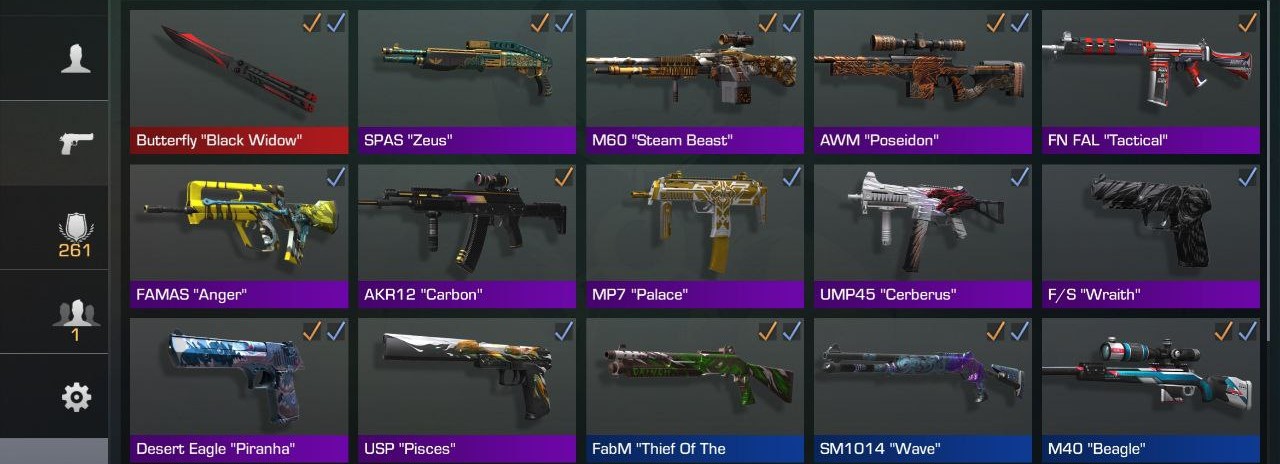 Butterfly "Black Widow"
SPAS "Zeus"
M60 "Steam Beast"
AWM "Poseidon"
FN FAL "Tactical"
FAMAS "Anger"
AKR12 "Carbon"
MP7 "Palace"
UMP45 "Cerberus"
F/S "Wraith"
261
1
Desert Eagle "Piranha"
USP "Pisces"
FabM "Thief Of The
SM1014 "Wave"
M40 "Beagle"